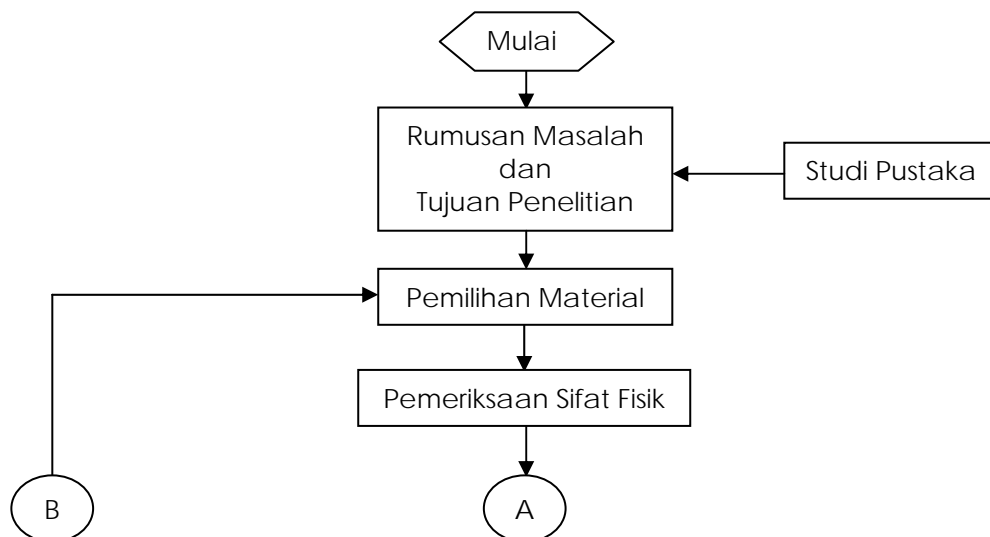 Mulai
Rumusan Masalah
dan
Tujuan Penelitian
Studi Pustaka
Pemilihan Material
Pemeriksaan Sifat Fisik
B
A